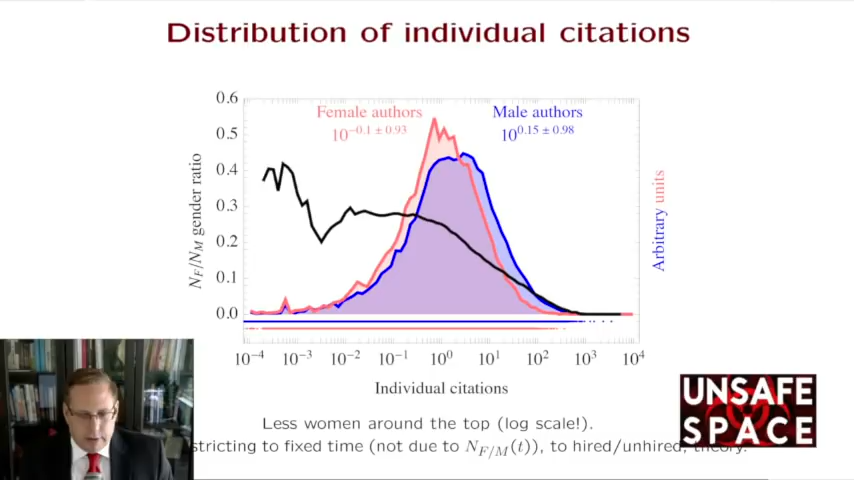 Distribution of individual citations
0.6
0.5
0.4
0.3
0.2
0.1
0.0
N_F/N_M gender ratio
Female authors
10^−0.1 ± 0.93
Male authors
10^0.15 ± 0.98
Arbitrary units
10^−4 10^−3 10^−2 10^−1 10^0 10^1 10^2 10^3 10^4
Individual citations
Less women around the top (log scale!).
stricting to fixed time (not due to N_F/M(t)), to hired/unhired, theory.
UNSAFE
SPACE